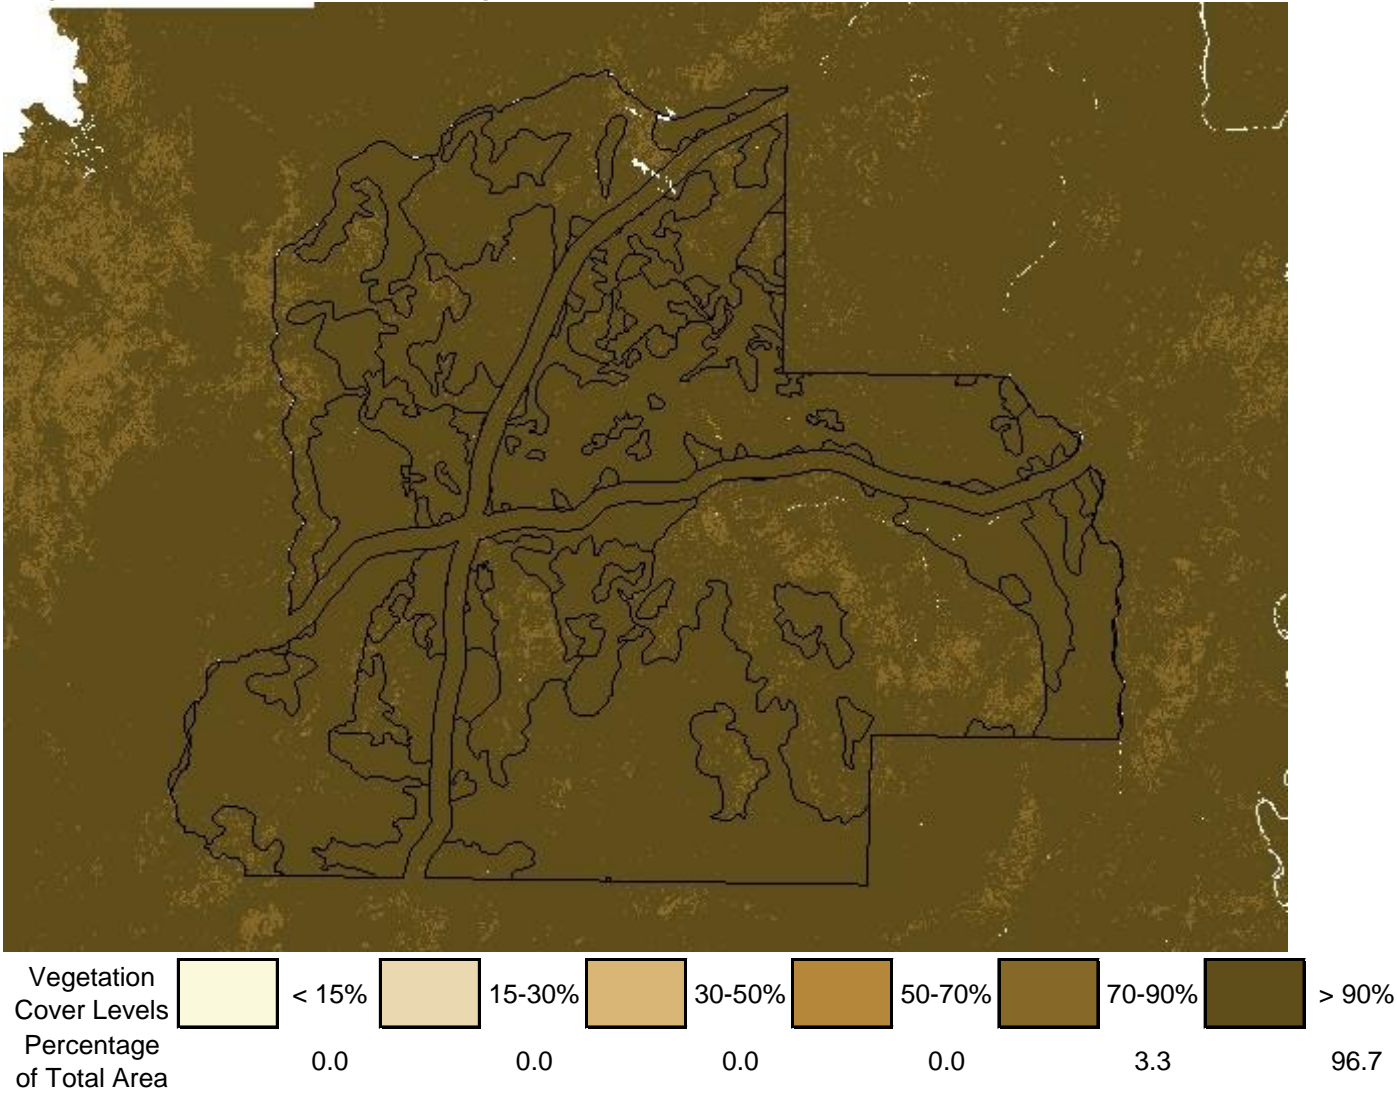 Vegetation Cover Levels < 15% 15-30% 30-50% 50-70% 70-90% > 90%
Percentage of Total Area 0.0 0.0 0.0 0.0 3.3 96.7